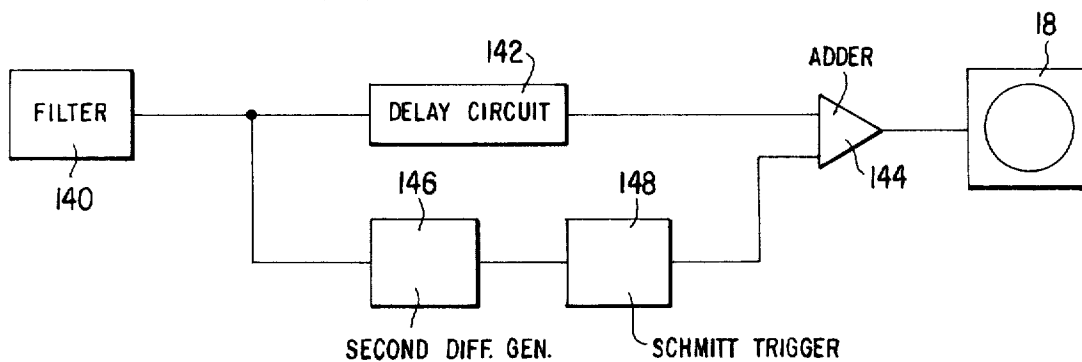 142
18
ADDER
FILTER
DELAY CIRCUIT
144
140
146
148
SECOND DIFF. GEN.
SCHMITT TRIGGER